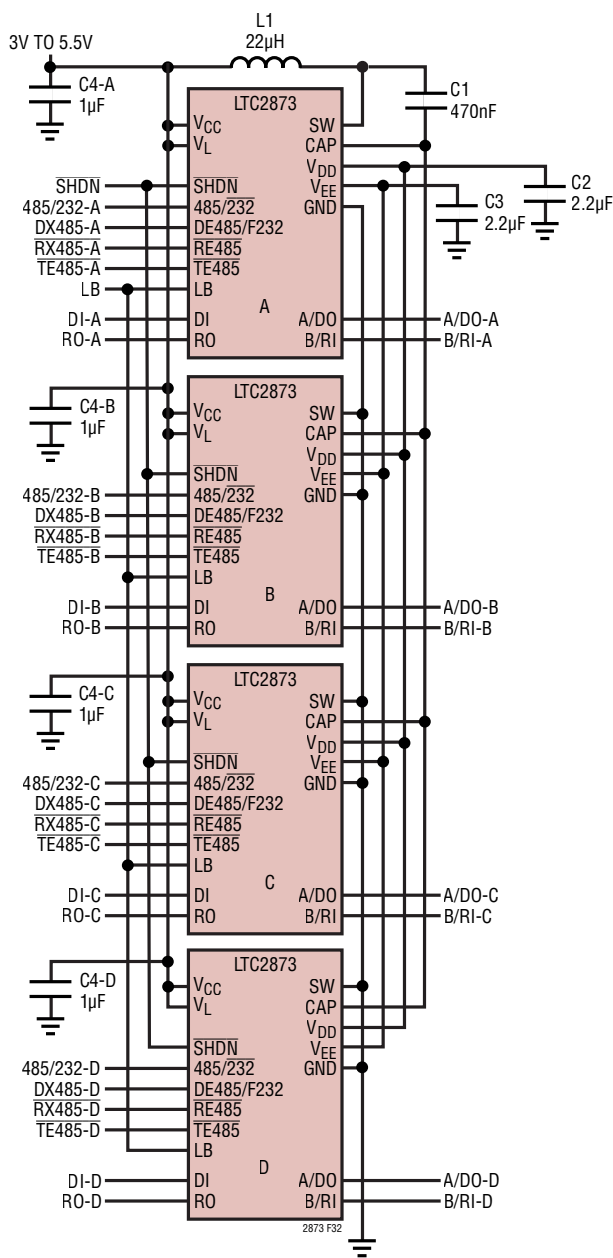 L1
22µH
3V TO 5.5V
C4-A
1µF
C1
470nF
LTC2873
VCC
VL
SW
CAP
VDD
VEE
GND
C3
2.2µF
C2
2.2µF
SHDN
485/232-A
DX485-A
RX485-A
TE485-A
LB
DI-A
RO-A
SHDN
485/232
DE485/F232
RE485
TE485
LB
DI
RO
A
A/DO
B/RI
A/DO-A
B/RI-A
C4-B
1µF
LTC2873
VCC
VL
SW
CAP
VDD
VEE
GND
485/232-B
DX485-B
RX485-B
TE485-B
DI-B
RO-B
SHDN
485/232
DE485/F232
RE485
TE485
LB
DI
RO
B
A/DO
B/RI
A/DO-B
B/RI-B
C4-C
1µF
LTC2873
VCC
VL
SW
CAP
VDD
VEE
GND
485/232-C
DX485-C
RX485-C
TE485-C
DI-C
RO-C
SHDN
485/232
DE485/F232
RE485
TE485
LB
DI
RO
C
A/DO
B/RI
A/DO-C
B/RI-C
C4-D
1µF
LTC2873
VCC
VL
SW
CAP
VDD
VEE
GND
485/232-D
DX485-D
RX485-D
TE485-D
DI-D
RO-D
SHDN
485/232
DE485/F232
RE485
TE485
LB
DI
RO
D
A/DO
B/RI
A/DO-D
B/RI-D
2873 F32